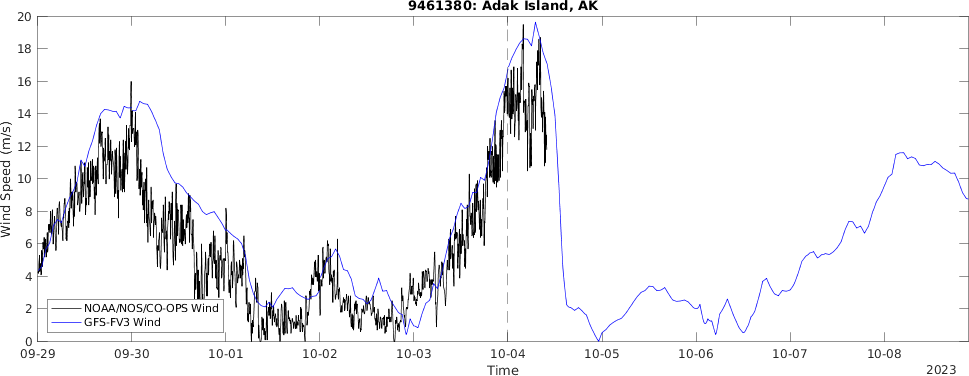 9461380: Adak Island, AK
Wind Speed (m/s)
20
18
16
14
12
10
8
6
4
2
0
NOAA/NOS/CO-OPS Wind
GFS-FV3 Wind
09-29 09-30 10-01 10-02 10-03 10-04 10-05 10-06 10-07 10-08
Time
2023